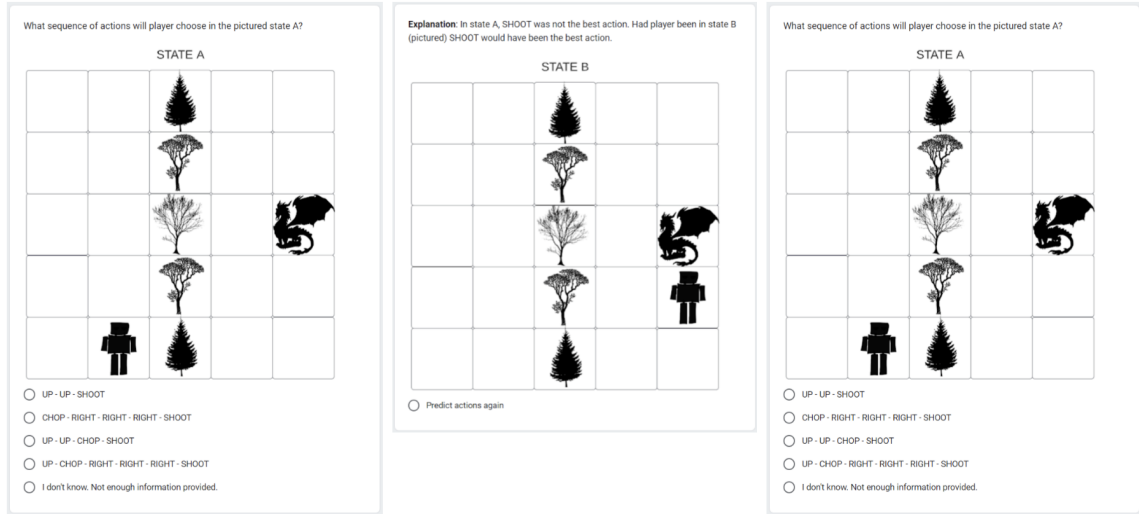 What sequence of actions will player choose in the pictured state A?
STATE A
UP - UP - SHOOT
CHOP - RIGHT - RIGHT - RIGHT - SHOOT
UP - UP - CHOP - SHOOT
UP - CHOP - RIGHT - RIGHT - RIGHT - SHOOT
I don't know. Not enough information provided.
Explanation: In state A, SHOOT was not the best action. Had player been in state B
(pictured) SHOOT would have been the best action.
STATE B
Predict actions again
What sequence of actions will player choose in the pictured state A?
STATE A
UP - UP - SHOOT
CHOP - RIGHT - RIGHT - RIGHT - SHOOT
UP - UP - CHOP - SHOOT
UP - CHOP - RIGHT - RIGHT - RIGHT - SHOOT
I don't know. Not enough information provided.